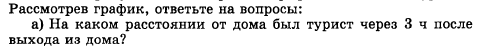 Рассмотрев график, ответьте на вопросы:
а) На каком расстоянии от дома был турист через 3 ч после
выхода из дома?